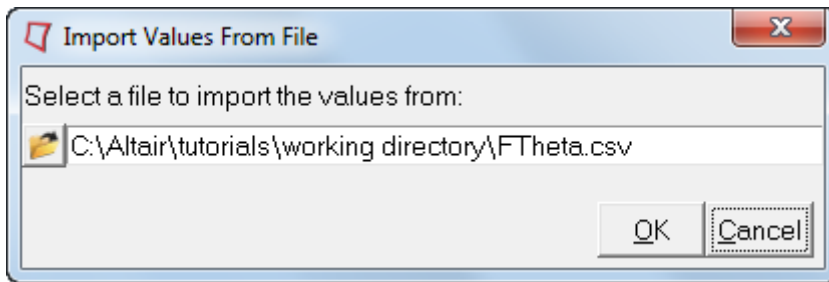 Import Values From File
Select a file to import the values from:
C:\Altair\tutorials\working directory\FTheta.csv
OK
Cancel